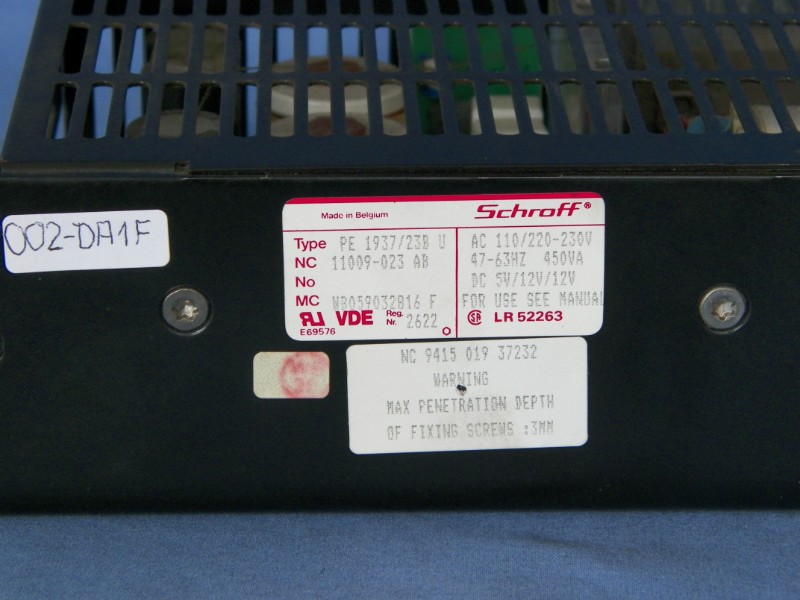 002-DA1F
Made in Belgium
Schroff®
Type PE 1937/23B U
NC 11009-023 AB
No
MC WB059032816 F
VDE Reg. Nr. 2622
E69576
AC 110/220-230V
47-63HZ 450VA
DC 5V/12V/12V
FOR USE SEE MANUAL
LR 52263
NC 9415 019 37232
WARNING
MAX PENETRATION DEPTH
OF FIXING SCREWS :3MM